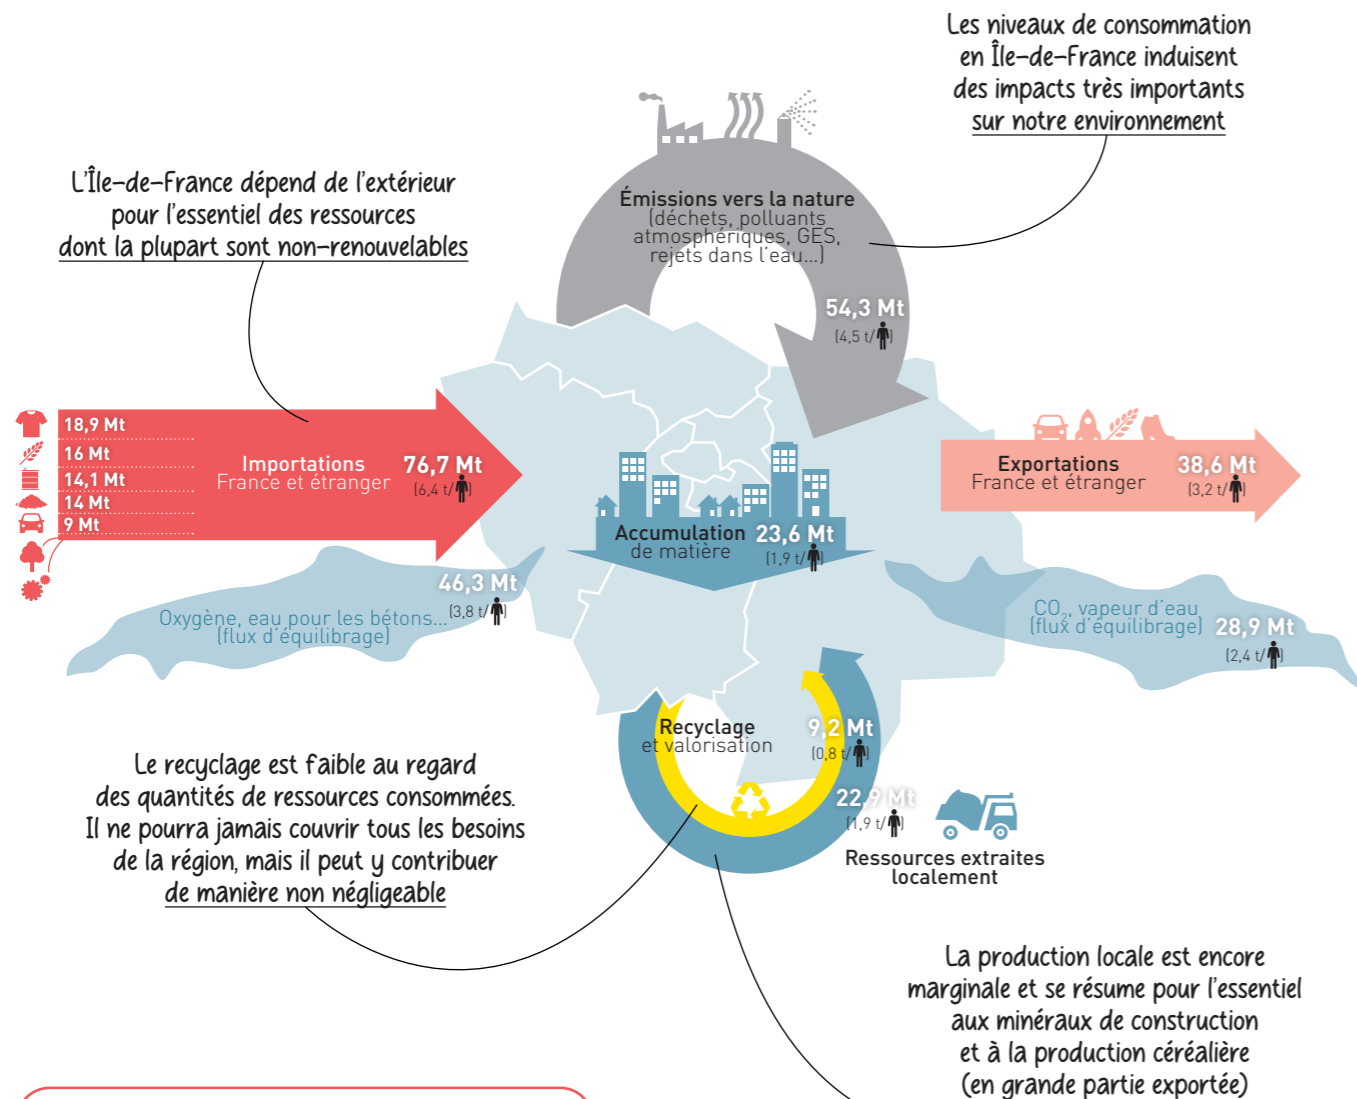 Les niveaux de consommation
en Île-de-France induisent
des impacts très importants
sur notre environnement
L'Île-de-France dépend de l'extérieur
pour l'essentiel des ressources
dont la plupart sont non-renouvelables
Émissions vers la nature
(déchets, polluants
atmosphériques, GES,
rejets dans l'eau...)
54,3 Mt
(4,5 t/)
18,9 Mt
16 Mt
14,1 Mt
14 Mt
9 Mt
Importations
France et étranger
76,7 Mt
(6,4 t/)
Exportations
France et étranger
38,6 Mt
(3,2 t/)
Accumulation
de matière
23,6 Mt
(1,9 t/)
Oxygène, eau pour les bétons...
(flux d'équilibrage)
46,3 Mt
(3,8 t/)
CO₂, vapeur d'eau
(flux d'équilibrage)
28,9 Mt
(2,4 t/)
Recyclage
et valorisation
9,2 Mt
(0,8 t/)
22,9 Mt
(1,9 t/)
Ressources extraites
localement
Le recyclage est faible au regard
des quantités de ressources consommées.
Il ne pourra jamais couvrir tous les besoins
de la région, mais il peut y contribuer
de manière non négligeable
La production locale est encore
marginale et se résume pour l'essentiel
aux minéraux de construction
et à la production céréalière
(en grande partie exportée)